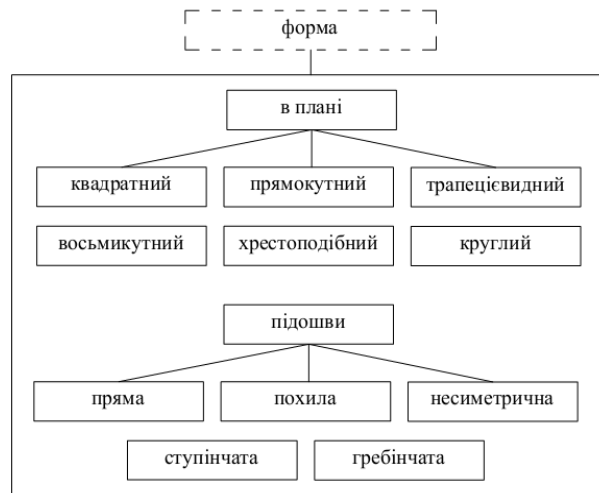 форма
в плані
квадратний
прямокутний
трапецієвидний
восьмикутний
хрестоподібний
круглий
підошви
пряма
похила
несиметрична
ступінчата
гребінчата